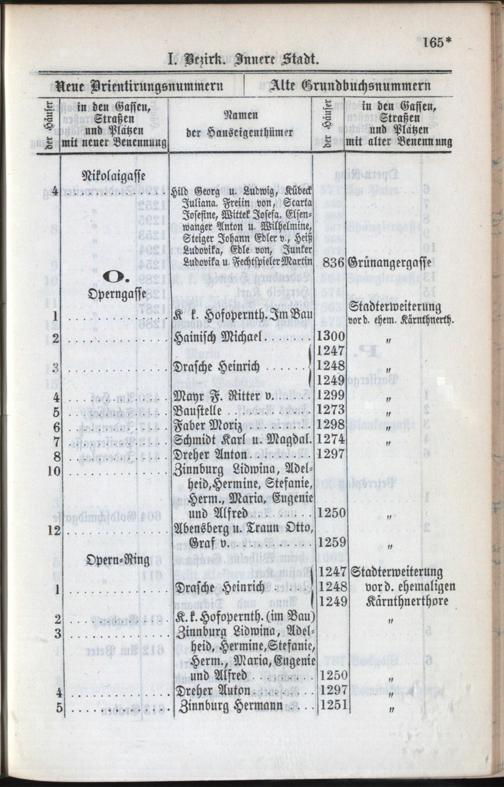 165*
I. Bezirk. Innere Stadt.
Neue Orientirungsnummern Alte Grundbuchsnummern
der Häuser in den Gassen, Straßen und Plätzen mit neuer Benennung Namen der Hauseigenthümer der Häuser in den Gassen, Straßen und Plätzen mit alter Benennung
Nikolaigasse
4 Hild Georg u. Ludwig, Kübeck
Juliana, Freiin von, Scarta
Josefine, Wittek Josefa, Elsen-
wanger Anton u. Wilhelmine,
Steiger Johann Edler v., Heiß
Ludovika, Edle von, Junker
Ludovika u. Fechtspieler Martin 836 Grünangergasse
O.
Operngasse
1 K. k. Hofopernth. Im Bau Stadterweiterung vor d. ehem. Kärnthnerth.
2 Hainisch Michael 1300 "
3 Drasche Heinrich 1247 1248 1249 "
4 Mayr F. Ritter v. 1299 "
5 Baustelle 1273 "
6 Faber Moriz 1298 "
7 Schmidt Karl u. Magdal. 1274 "
8 Dreher Anton 1297
10 Zinnburg Lidwina, Adel-
heid, Hermine, Stefanie,
Herm., Maria, Eugenie
und Alfred 1250 "
12 Abensberg u. Traun Otto,
Graf v. 1259 "
Opern-Ring
1 Drasche Heinrich 1247 1248 1249 Stadterweiterung vor d. ehemaligen Kärnthnerthore
2 K. k. Hofopernth. (im Bau) "
3 Zinnburg Lidwina, Adel-
heid, Hermine, Stefanie,
Herm., Maria, Eugenie
und Alfred 1250 "
4 Dreher Anton 1297 "
5 Zinnburg Hermann 1251 "